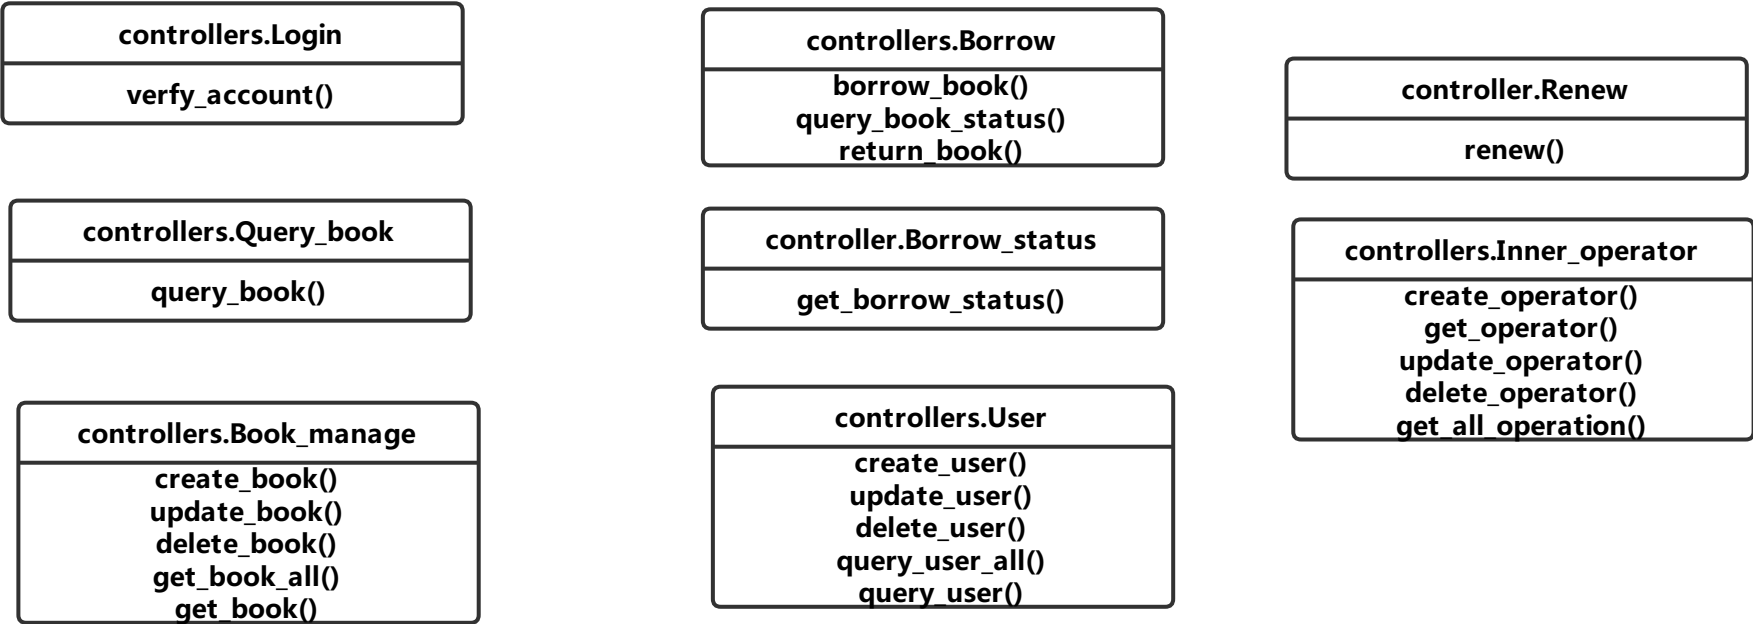 controllers.Login
verfy_account()
controllers.Borrow
borrow_book()
query_book_status()
return_book()
controller.Renew
renew()
controllers.Query_book
query_book()
controller.Borrow_status
get_borrow_status()
controllers.Inner_operator
create_operator()
get_operator()
update_operator()
delete_operator()
get_all_operation()
controllers.Book_manage
create_book()
update_book()
delete_book()
get_book_all()
get_book()
controllers.User
create_user()
update_user()
delete_user()
query_user_all()
query_user()